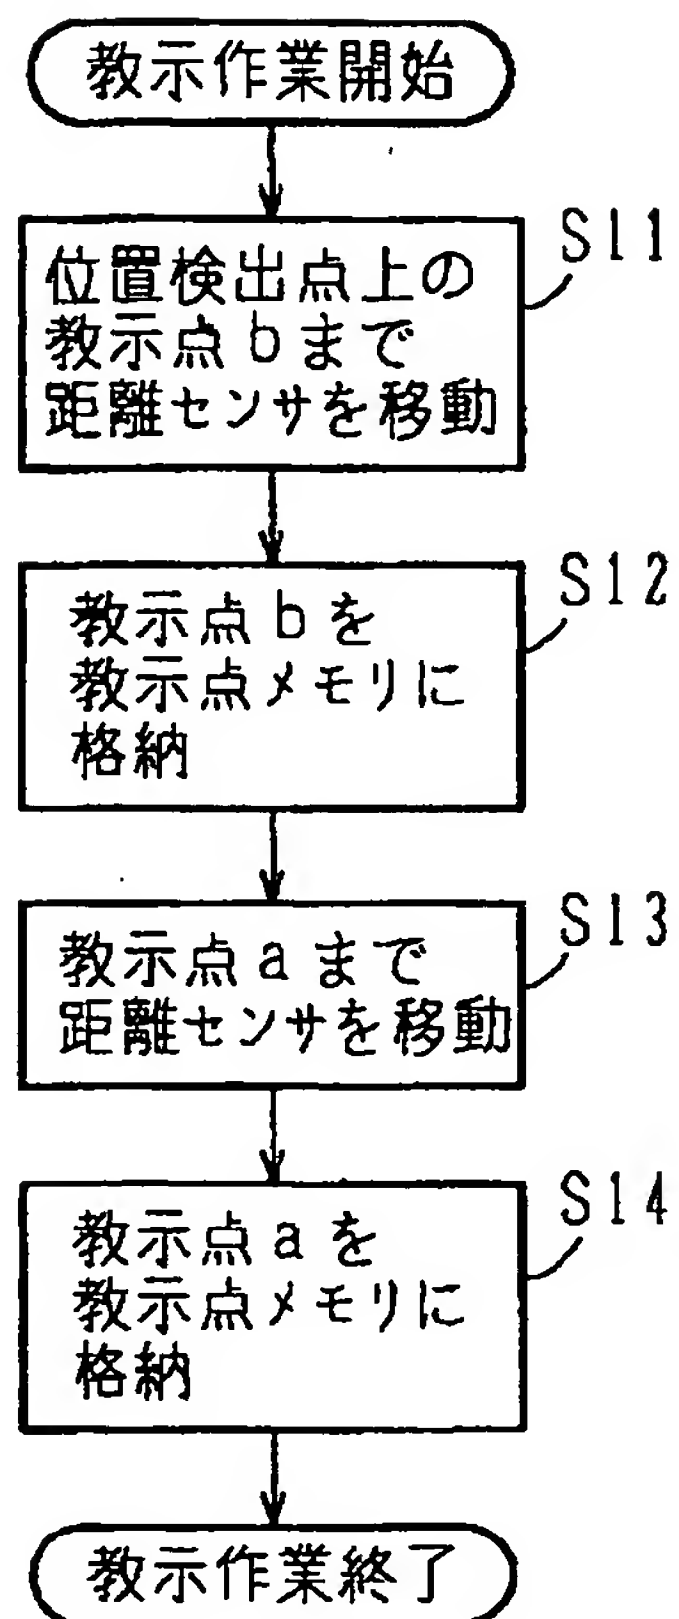 教示作業開始
S11
位置検出点上の
教示点bまで
距離センサを移動
S12
教示点bを
教示点メモリに
格納
S13
教示点aまで
距離センサを移動
S14
教示点aを
教示点メモリに
格納
教示作業終了